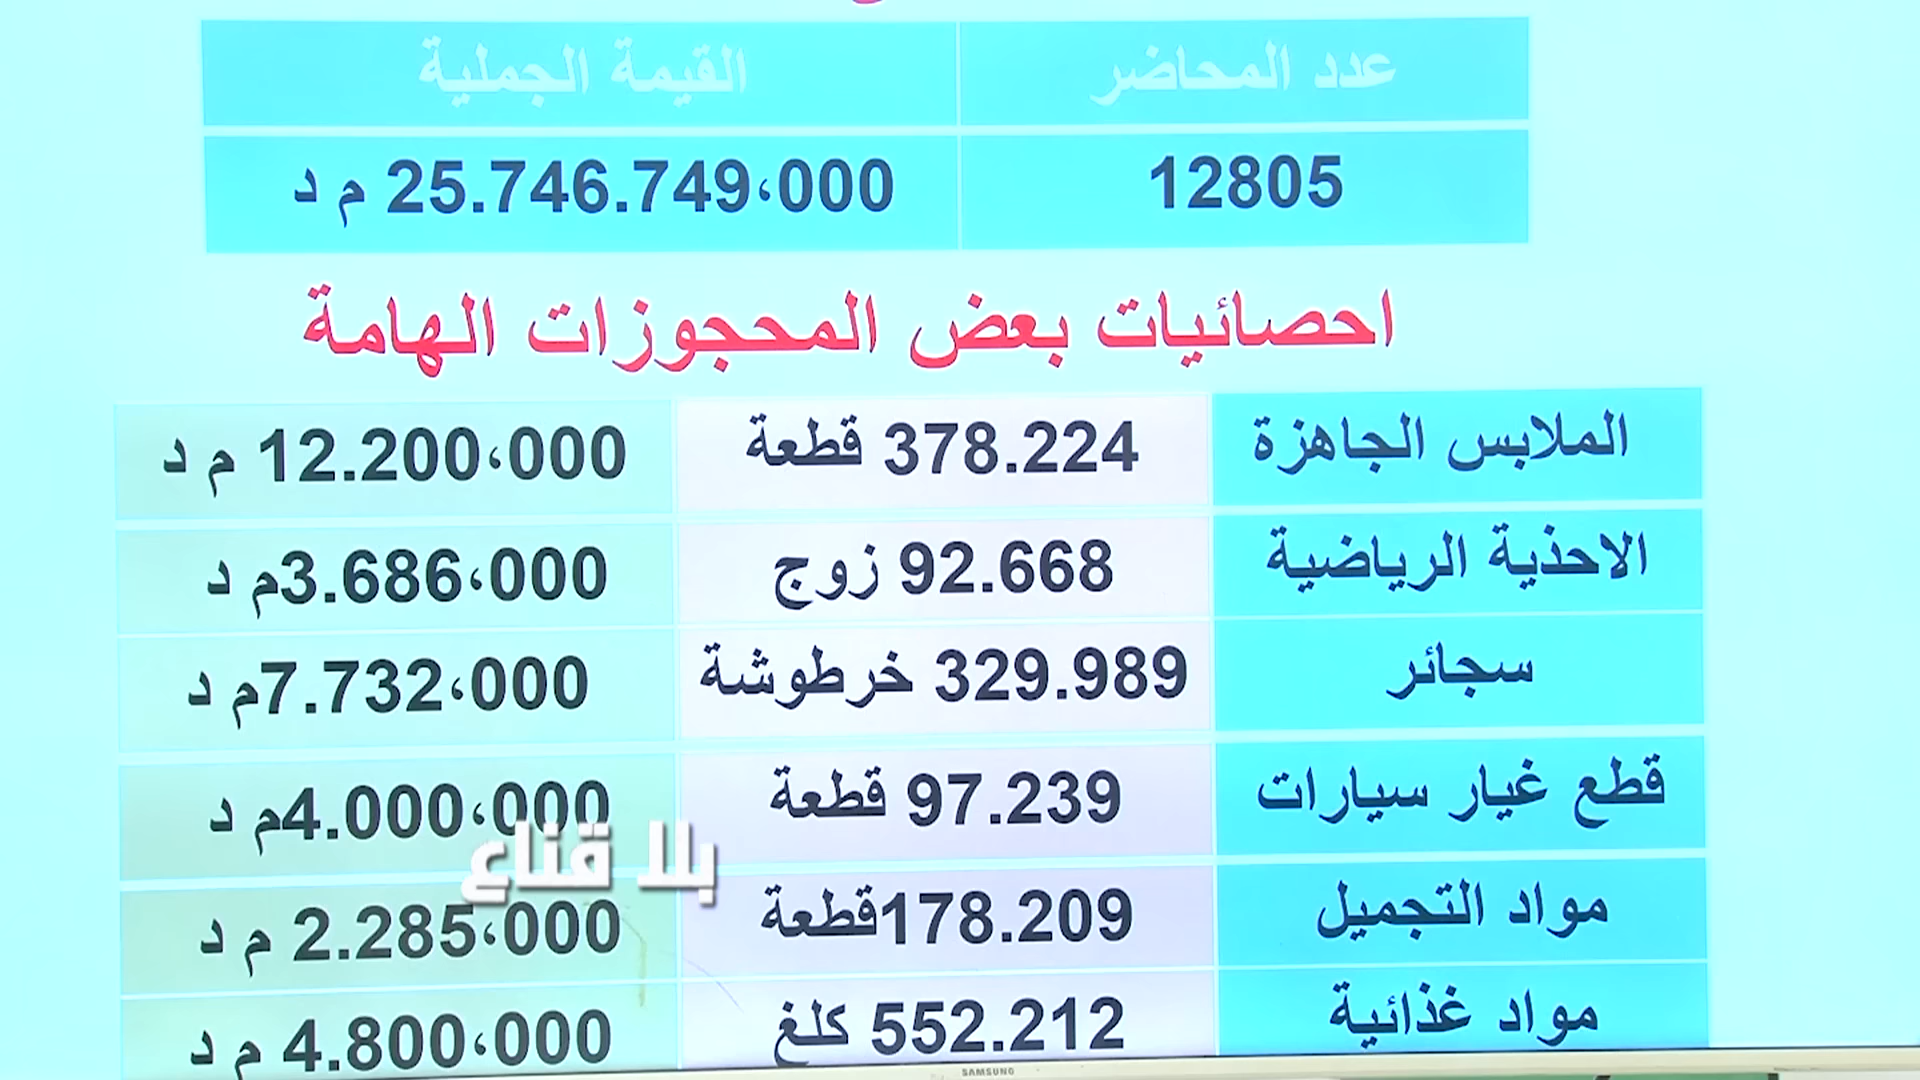 عدد المحاضر القيمة الجملية
12805 25.746.749،000 م د
احصائيات بعض المحجوزات الهامة
الملابس الجاهزة 378.224 قطعة 12.200،000 م د
الاحذية الرياضية 92.668 زوج 3.686،000م د
سجائر 329.989 خرطوشة 7.732،000م د
قطع غيار سيارات 97.239 قطعة 4.000،000م د
بلا قناع
مواد التجميل 178.209قطعة 2.285،000 م د
مواد غذائية 552.212 كلغ 4.800،000 م د
SAMSUNG